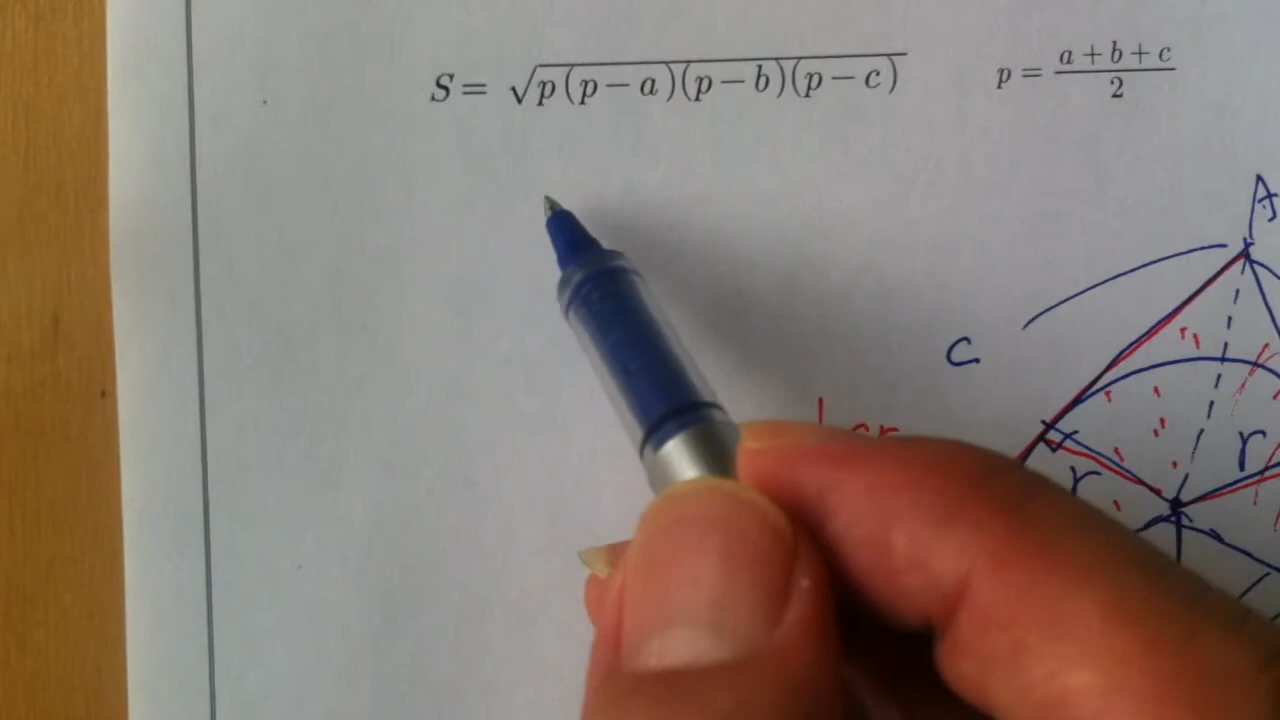 S = √p(p−a)(p−b)(p−c)
p = a+b+c / 2
A
c
r
r